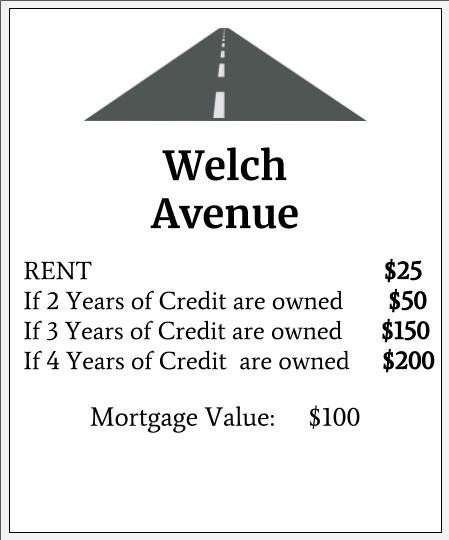 Welch
Avenue
RENT $25
If 2 Years of Credit are owned $50
If 3 Years of Credit are owned $150
If 4 Years of Credit are owned $200
Mortgage Value: $100